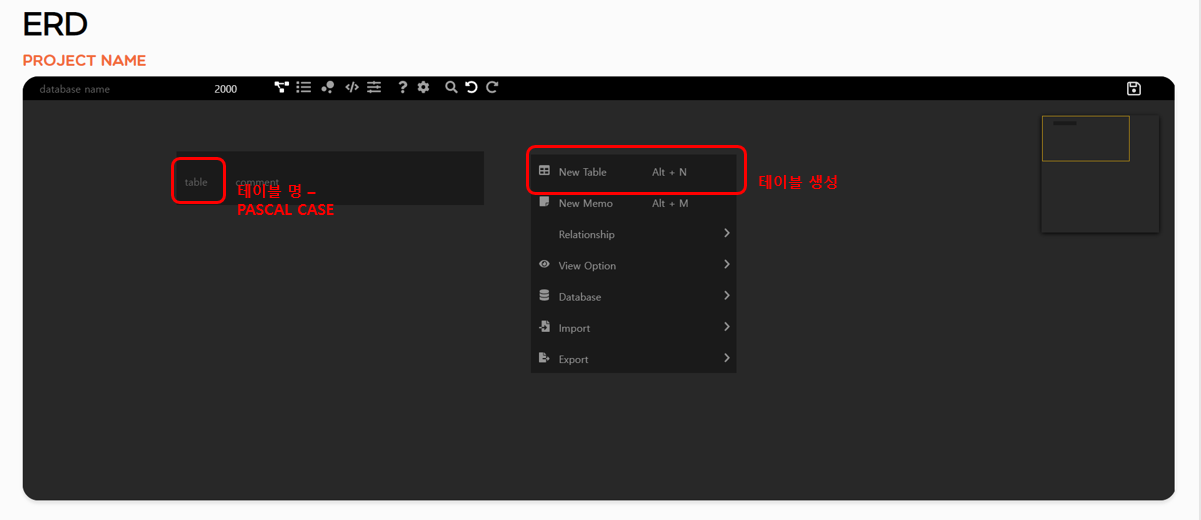 ERD
PROJECT NAME
database name 2000
table comment
테이블 명 –
PASCAL CASE
New Table Alt + N
테이블 생성
New Memo Alt + M
Relationship
View Option
Database
Import
Export